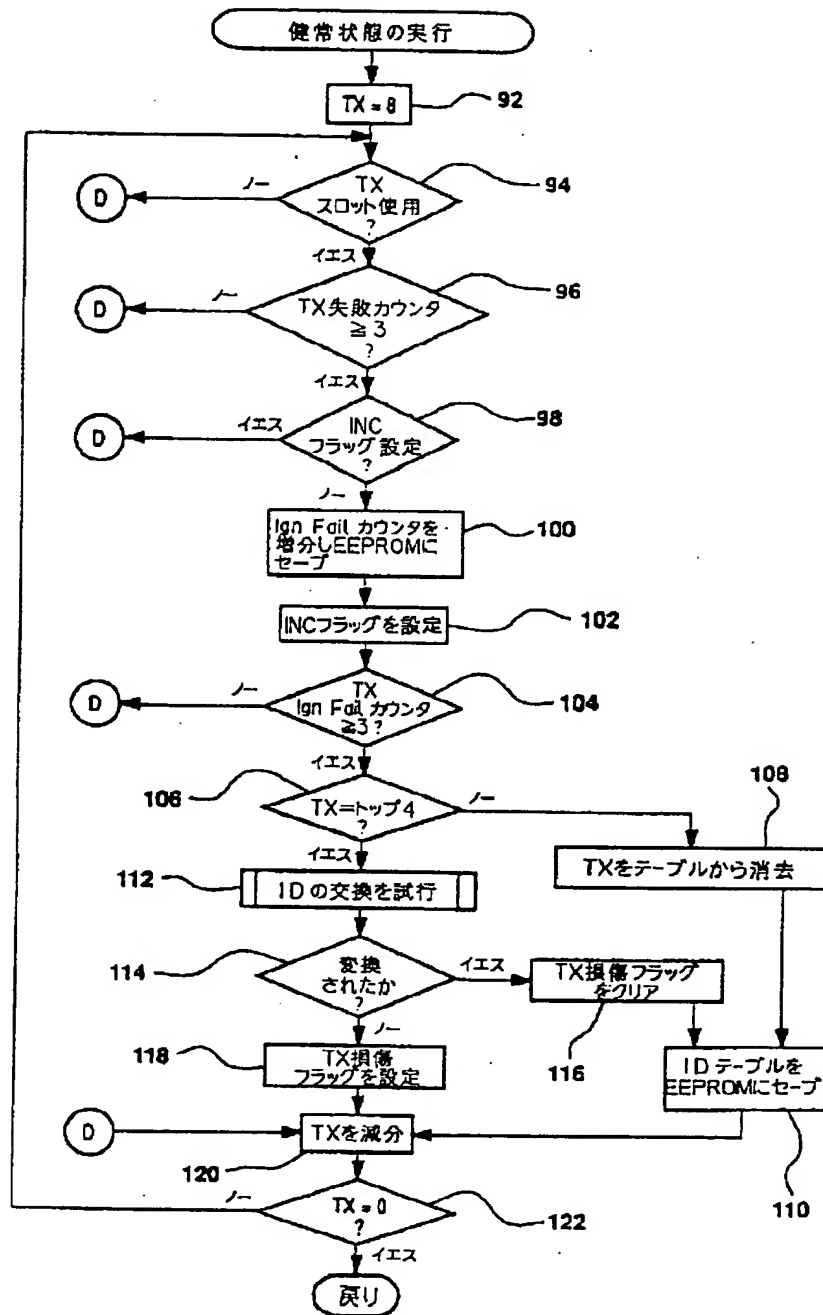 健常状態の実行
TX = 8
92
TX
スロット使用
?
94
ノー
D
イエス
TX失敗カウンタ
≧3
?
96
ノー
D
イエス
INC
フラッグ設定
?
98
イエス
D
ノー
Ign Fail カウンタを
増分しEEPROMに
セーブ
100
INCフラッグを設定
102
TX
Ign Fail カウンタ
≧3?
104
ノー
D
イエス
106
TX=トップ4
?
ノー
108
TXをテーブルから消去
イエス
112
IDの交換を試行
114
変換
されたか
?
イエス
TX損傷フラッグ
をクリア
116
ノー
118
TX損傷
フラッグを設定
IDテーブルを
EEPROMにセーブ
110
D
TXを減分
120
ノー
TX = 0
?
122
イエス
戻り